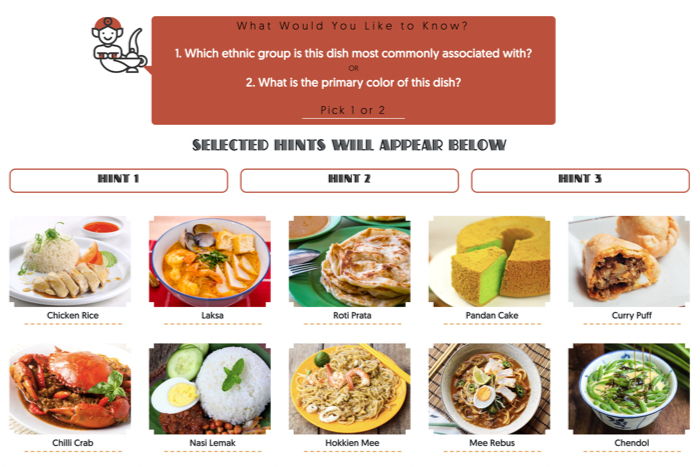 What Would You Like to Know?
1. Which ethnic group is this dish most commonly associated with?
OR
2. What is the primary color of this dish?
Pick 1 or 2
SELECTED HINTS WILL APPEAR BELOW
HINT 1
HINT 2
HINT 3
Chicken Rice
Laksa
Roti Prata
Pandan Cake
Curry Puff
Chilli Crab
Nasi Lemak
Hokkien Mee
Mee Rebus
Chendol